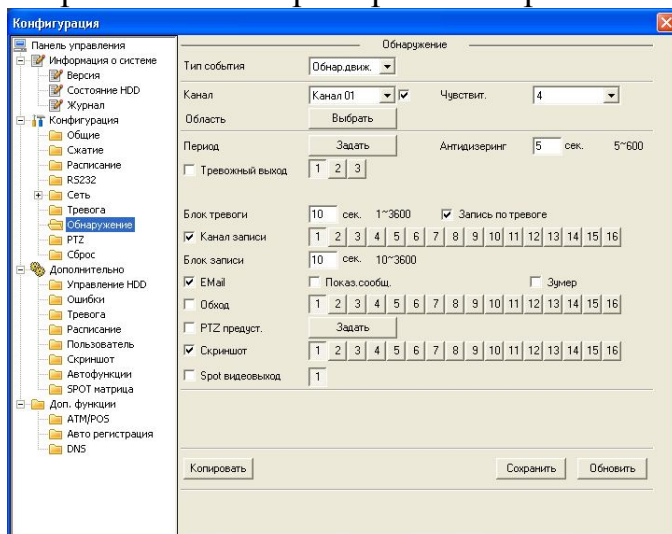 Конфигурация
Панель управления
Информация о системе
Версия
Состояние HDD
Журнал
Конфигурация
Общие
Сжатие
Расписание
RS232
Сеть
Тревога
Обнаружение
PTZ
Сброс
Дополнительно
Управление HDD
Ошибки
Тревога
Расписание
Пользователь
Скриншот
Автофункции
SPOT матрица
Доп. функции
ATM/POS
Авто регистрация
DNS
Обнаружение
Тип события Обнар.движ.
Канал Канал 01 Чувствит. 4
Область Выбрать
Период Задать Антидизеринг 5 сек. 5~600
Тревожный выход 1 2 3
Блок тревоги 10 сек. 1~3600 Запись по тревоге
Канал записи 1 2 3 4 5 6 7 8 9 10 11 12 13 14 15 16
Блок записи 10 сек. 10~3600
EMail Показ.сообщ. Зумер
Обход 1 2 3 4 5 6 7 8 9 10 11 12 13 14 15 16
PTZ предуст. Задать
Скриншот 1 2 3 4 5 6 7 8 9 10 11 12 13 14 15 16
Spot видеовыход 1
Копировать Сохранить Обновить